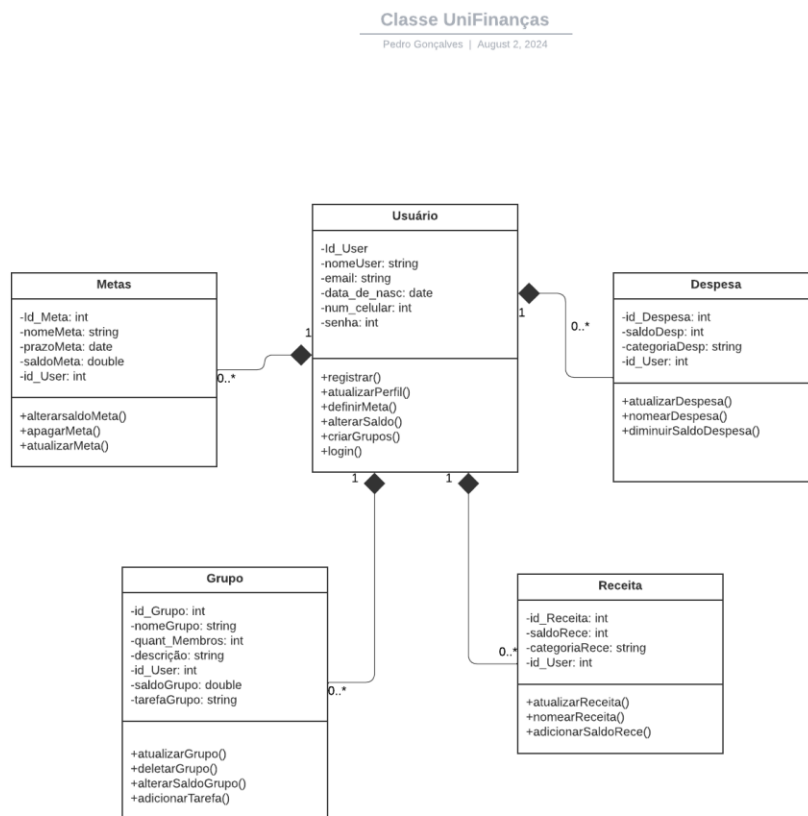 Classe UniFinanças
Pedro Gonçalves | August 2, 2024
Usuário
-Id_User
-nomeUser: string
-email: string
-data_de_nasc: date
-num_celular: int
-senha: int
+registrar()
+atualizarPerfil()
+definirMeta()
+alterarSaldo()
+criarGrupos()
+login()
Metas
-Id_Meta: int
-nomeMeta: string
-prazoMeta: date
-saldoMeta: double
-id_User: int
+alterarsaldoMeta()
+apagarMeta()
+atualizarMeta()
1
0..*
Despesa
-id_Despesa: int
-saldoDesp: int
-categoriaDesp: string
-id_User: int
+atualizarDespesa()
+nomearDespesa()
+diminuirSaldoDespesa()
1
0..*
Grupo
-id_Grupo: int
-nomeGrupo: string
-quant_Membros: int
-descrição: string
-id_User: int
-saldoGrupo: double
-tarefaGrupo: string
+atualizarGrupo()
+deletarGrupo()
+alterarSaldoGrupo()
+adicionarTarefa()
1
0..*
Receita
-id_Receita: int
-saldoRece: int
-categoriaRece: string
-id_User: int
+atualizarReceita()
+nomearReceita()
+adicionarSaldoRece()
1
0..*